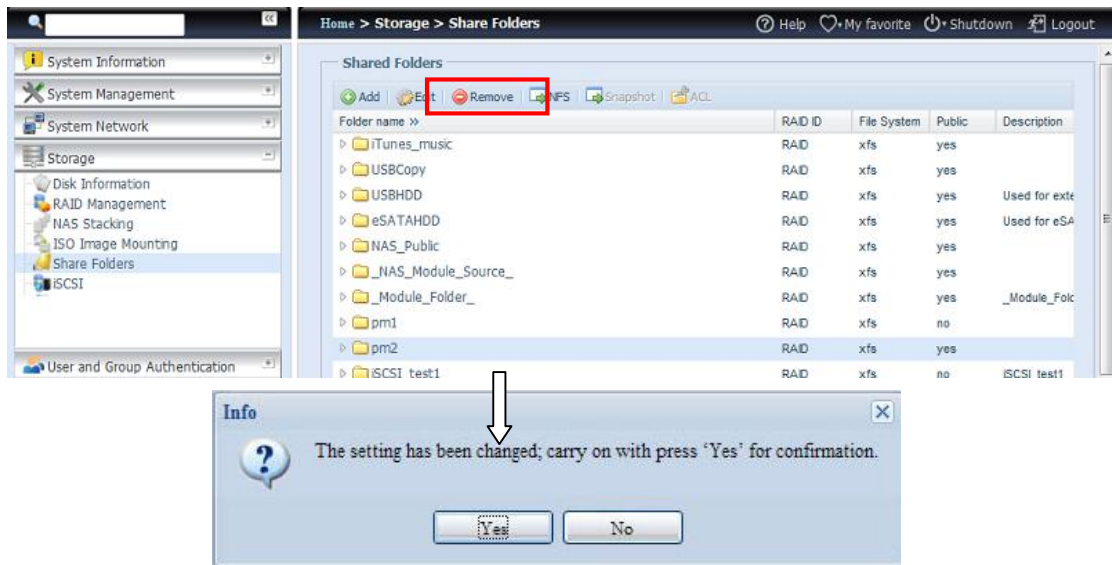 Home > Storage > Share Folders
Help My favorite Shutdown Logout
System Information
System Management
System Network
Storage
Disk Information
RAID Management
NAS Stacking
ISO Image Mounting
Share Folders
iSCSI
User and Group Authentication
Shared Folders
Add Edit Remove NFS Snapshot ACL
Folder name » RAID ID File System Public Description
iTunes_music RAID xfs yes
USBCopy RAID xfs yes
USBHDD RAID xfs yes Used for exte
eSATAHDD RAID xfs yes Used for eSA
NAS_Public RAID xfs yes
_NAS_Module_Source_ RAID xfs yes
_Module_Folder_ RAID xfs yes _Module_Folc
pm1 RAID xfs no
pm2 RAID xfs yes
iSCSI_test1 RAID xfs no iSCSI_test1
Info
The setting has been changed; carry on with press ‘Yes’ for confirmation.
Yes No